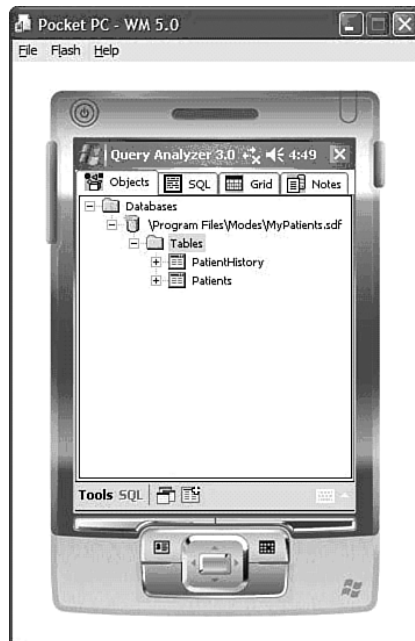 Pocket PC - WM 5.0
File Flash Help
Query Analyzer 3.0 4:49
Objects SQL Grid Notes
Databases
\Program Files\Modes\MyPatients.sdf
Tables
PatientHistory
Patients
Tools SQL